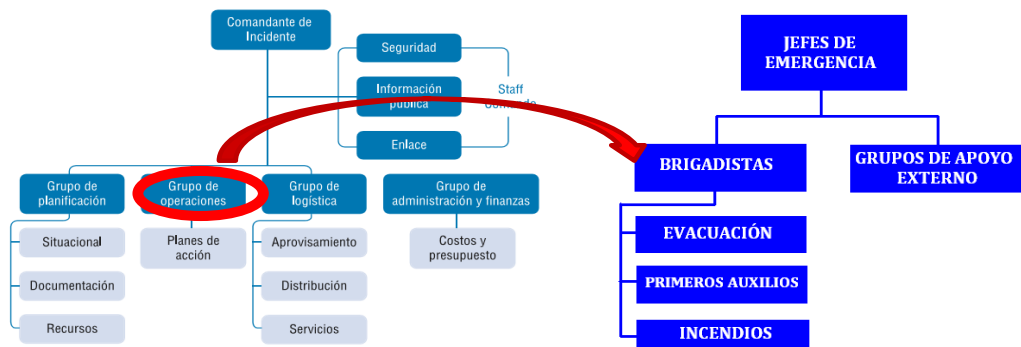 Comandante de
Incidente
Seguridad
Información
pública
Staff
Enlace
Grupo de
planificación
Grupo de
operaciones
Grupo de
logística
Grupo de
administración y finanzas
Situacional
Documentación
Recursos
Planes de
acción
Aprovisamiento
Distribución
Servicios
Costos y
presupuesto
JEFES DE
EMERGENCIA
BRIGADISTAS
GRUPOS DE APOYO
EXTERNO
EVACUACIÓN
PRIMEROS AUXILIOS
INCENDIOS